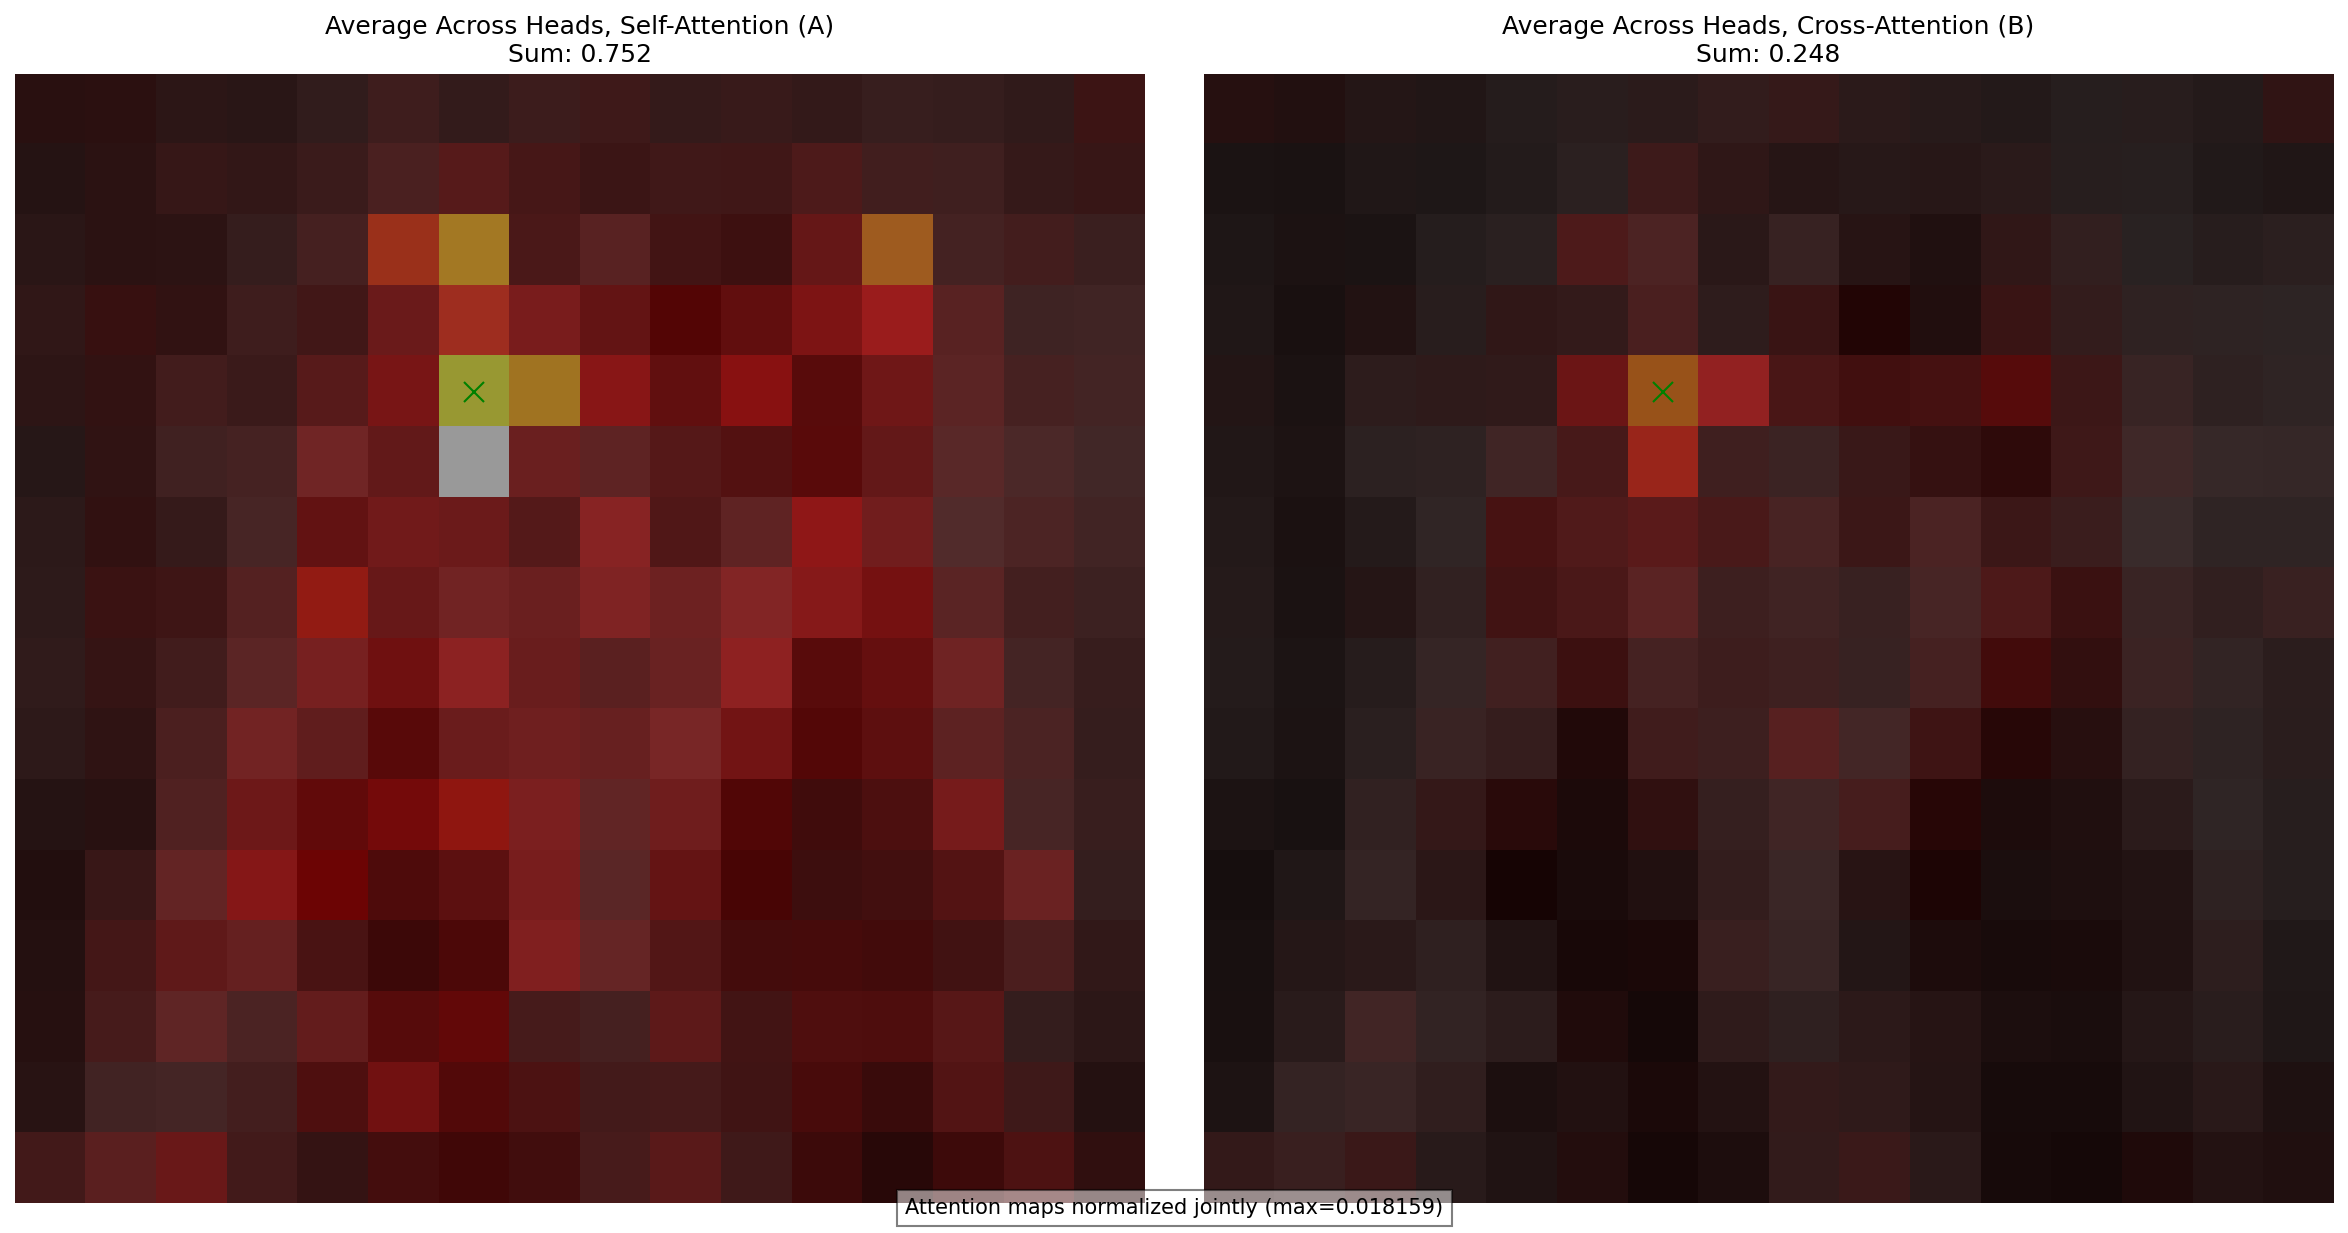 Average Across Heads, Self-Attention (A)
Sum: 0.752
Average Across Heads, Cross-Attention (B)
Sum: 0.248
Attention maps normalized jointly (max=0.018159)